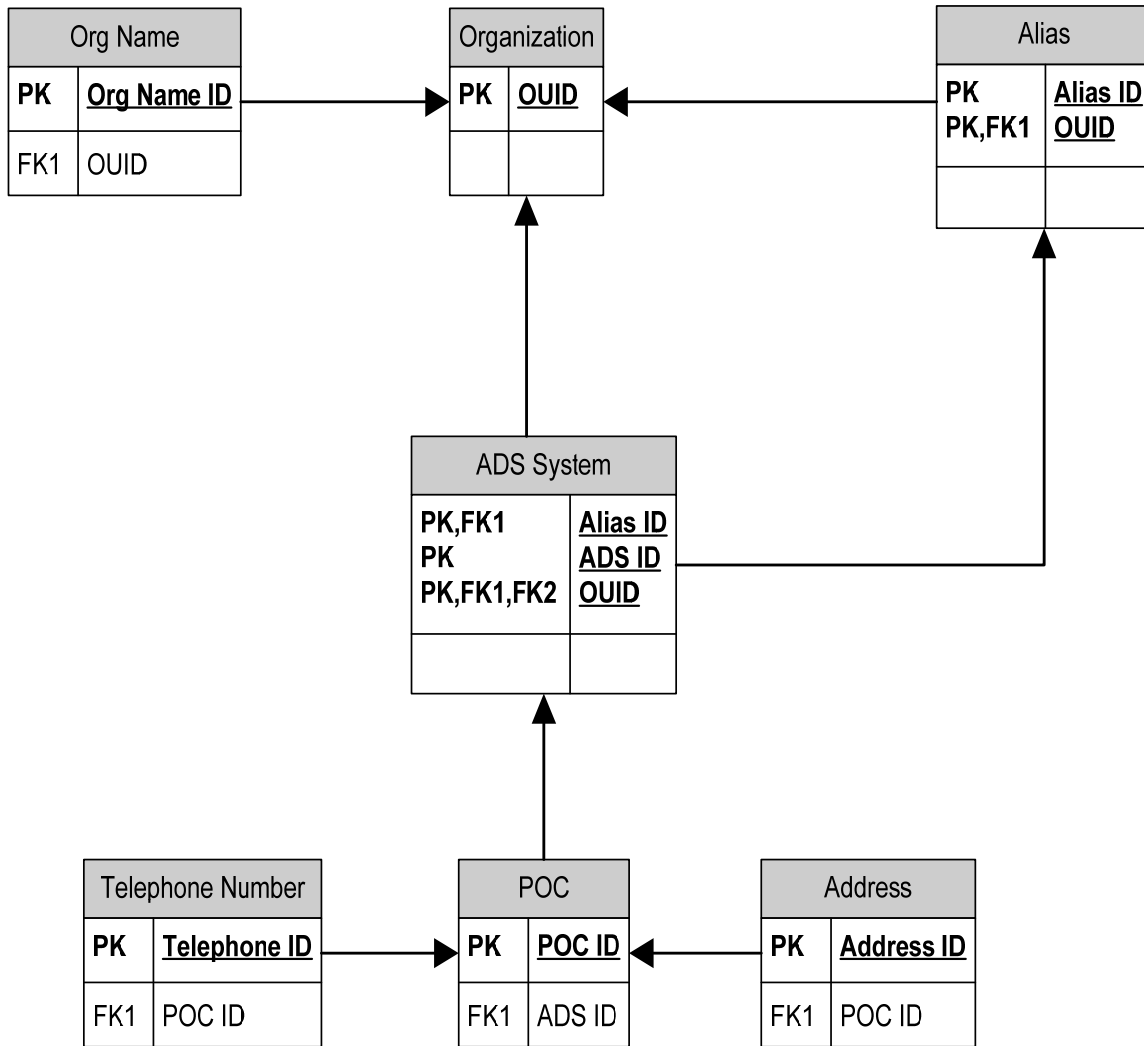 Org Name
PK Org Name ID
FK1 OUID
Organization
PK OUID
Alias
PK Alias ID
PK,FK1 OUID
ADS System
PK,FK1 Alias ID
PK ADS ID
PK,FK1,FK2 OUID
Telephone Number
PK Telephone ID
FK1 POC ID
POC
PK POC ID
FK1 ADS ID
Address
PK Address ID
FK1 POC ID